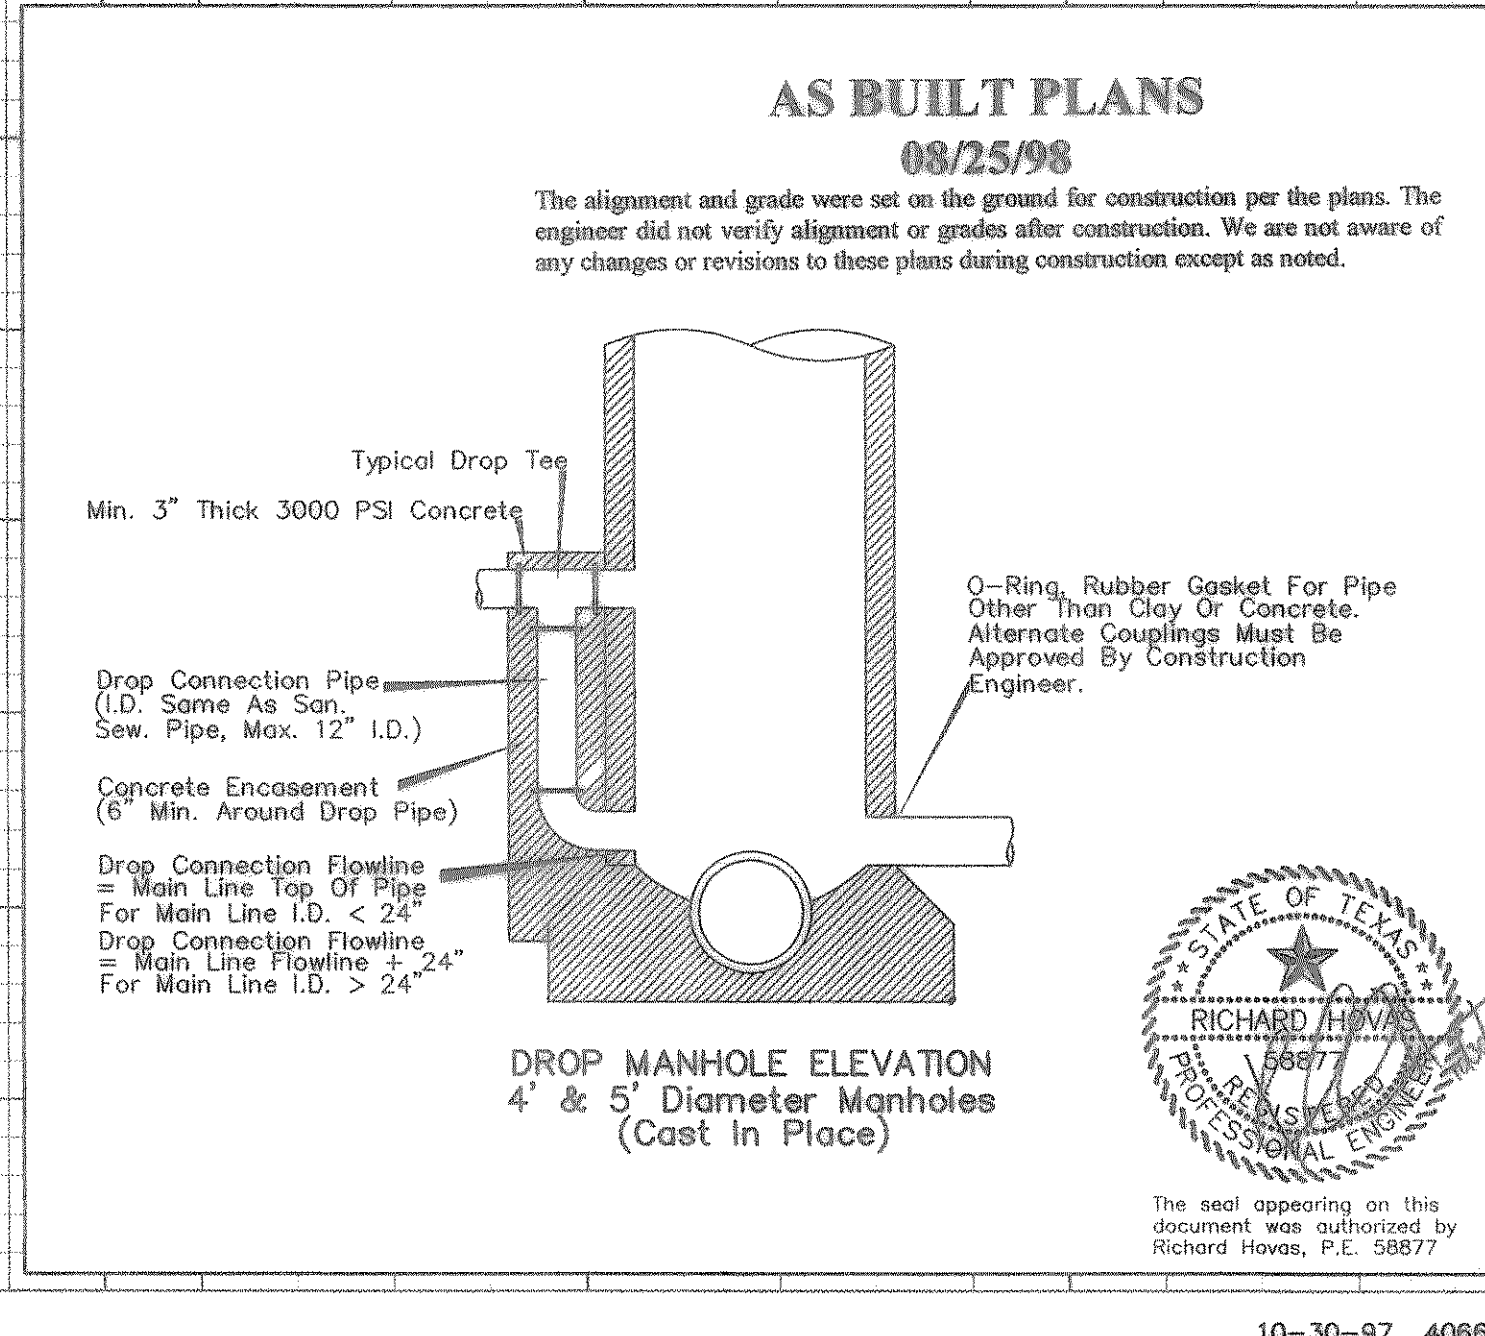 AS BUILT PLANS
08/25/98
The alignment and grade were set on the ground for construction per the plans. The
engineer did not verify alignment or grades after construction. We are not aware of
any changes or revisions to these plans during construction except as noted.
Typical Drop Tee
Min. 3" Thick 3000 PSI Concrete
O-Ring, Rubber Gasket For Pipe
Other Than Clay Or Concrete.
Alternate Couplings Must Be
Approved By Construction
Engineer.
Drop Connection Pipe
(I.D. Same As San.
Sew. Pipe, Max. 12" I.D.)
Concrete Encasement
(6" Min. Around Drop Pipe)
Drop Connection Flowline
= Main Line Top Of Pipe
For Main Line I.D. < 24"
Drop Connection Flowline
= Main Line Flowline + 24"
For Main Line I.D. > 24"
DROP MANHOLE ELEVATION
4' & 5' Diameter Manholes
(Cast In Place)
STATE OF TEXAS
RICHARD HOVAS
58877
REGISTERED
PROFESSIONAL ENGINEER
The seal appearing on this
document was authorized by
Richard Hovas, P.E. 58877
10-30-97 4066